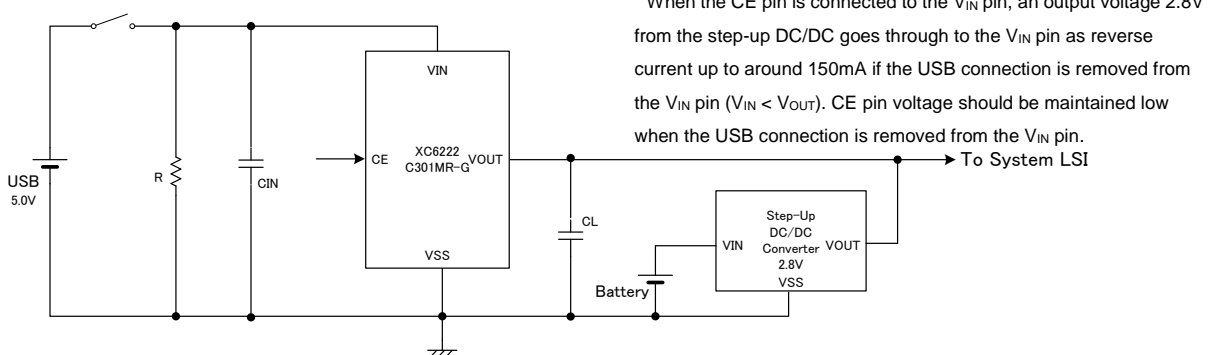 When the CE pin is connected to the VIN pin, an output voltage 2.8V
from the step-up DC/DC goes through to the VIN pin as reverse
current up to around 150mA if the USB connection is removed from
the VIN pin (VIN < VOUT). CE pin voltage should be maintained low
when the USB connection is removed from the VIN pin.
VIN
CE
XC6222
C301MR-G
VOUT
VSS
To System LSI
USB
5.0V
R
CIN
CL
Step-Up
DC/DC
Converter
2.8V
VIN
VOUT
VSS
Battery